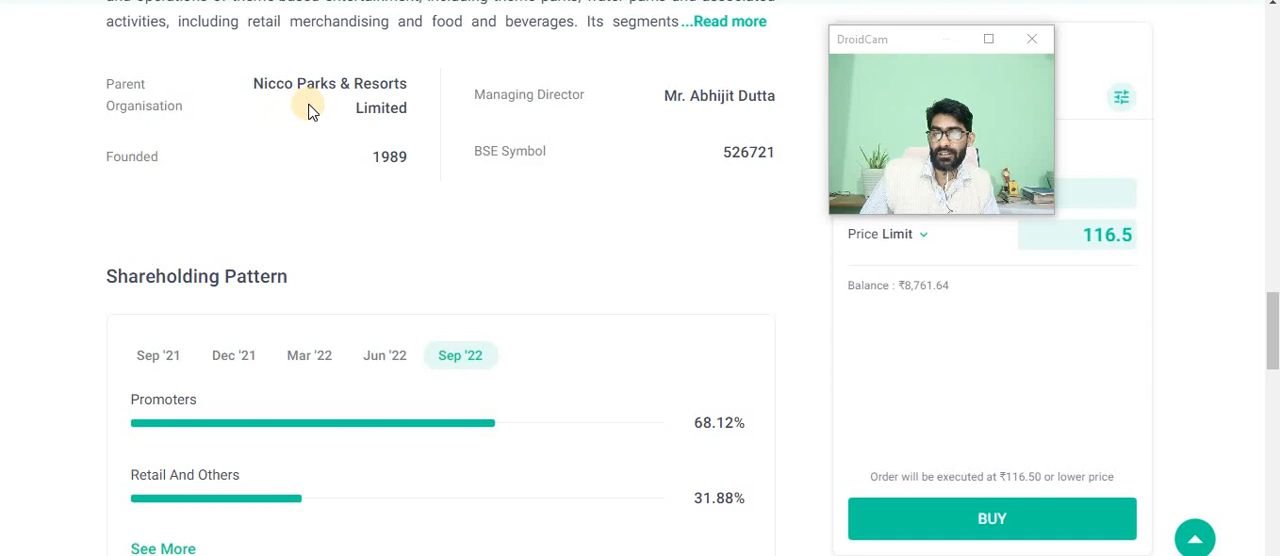 activities, including retail merchandising and food and beverages. Its segments...Read more
DroidCam
Parent Organisation
Nicco Parks & Resorts Limited
Managing Director
Mr. Abhijit Dutta
Founded
1989
BSE Symbol
526721
Shareholding Pattern
Sep '21 Dec '21 Mar '22 Jun '22 Sep '22
Promoters
68.12%
Retail And Others
31.88%
See More
Price Limit
116.5
Balance : ₹8,761.64
Order will be executed at ₹116.50 or lower price
BUY